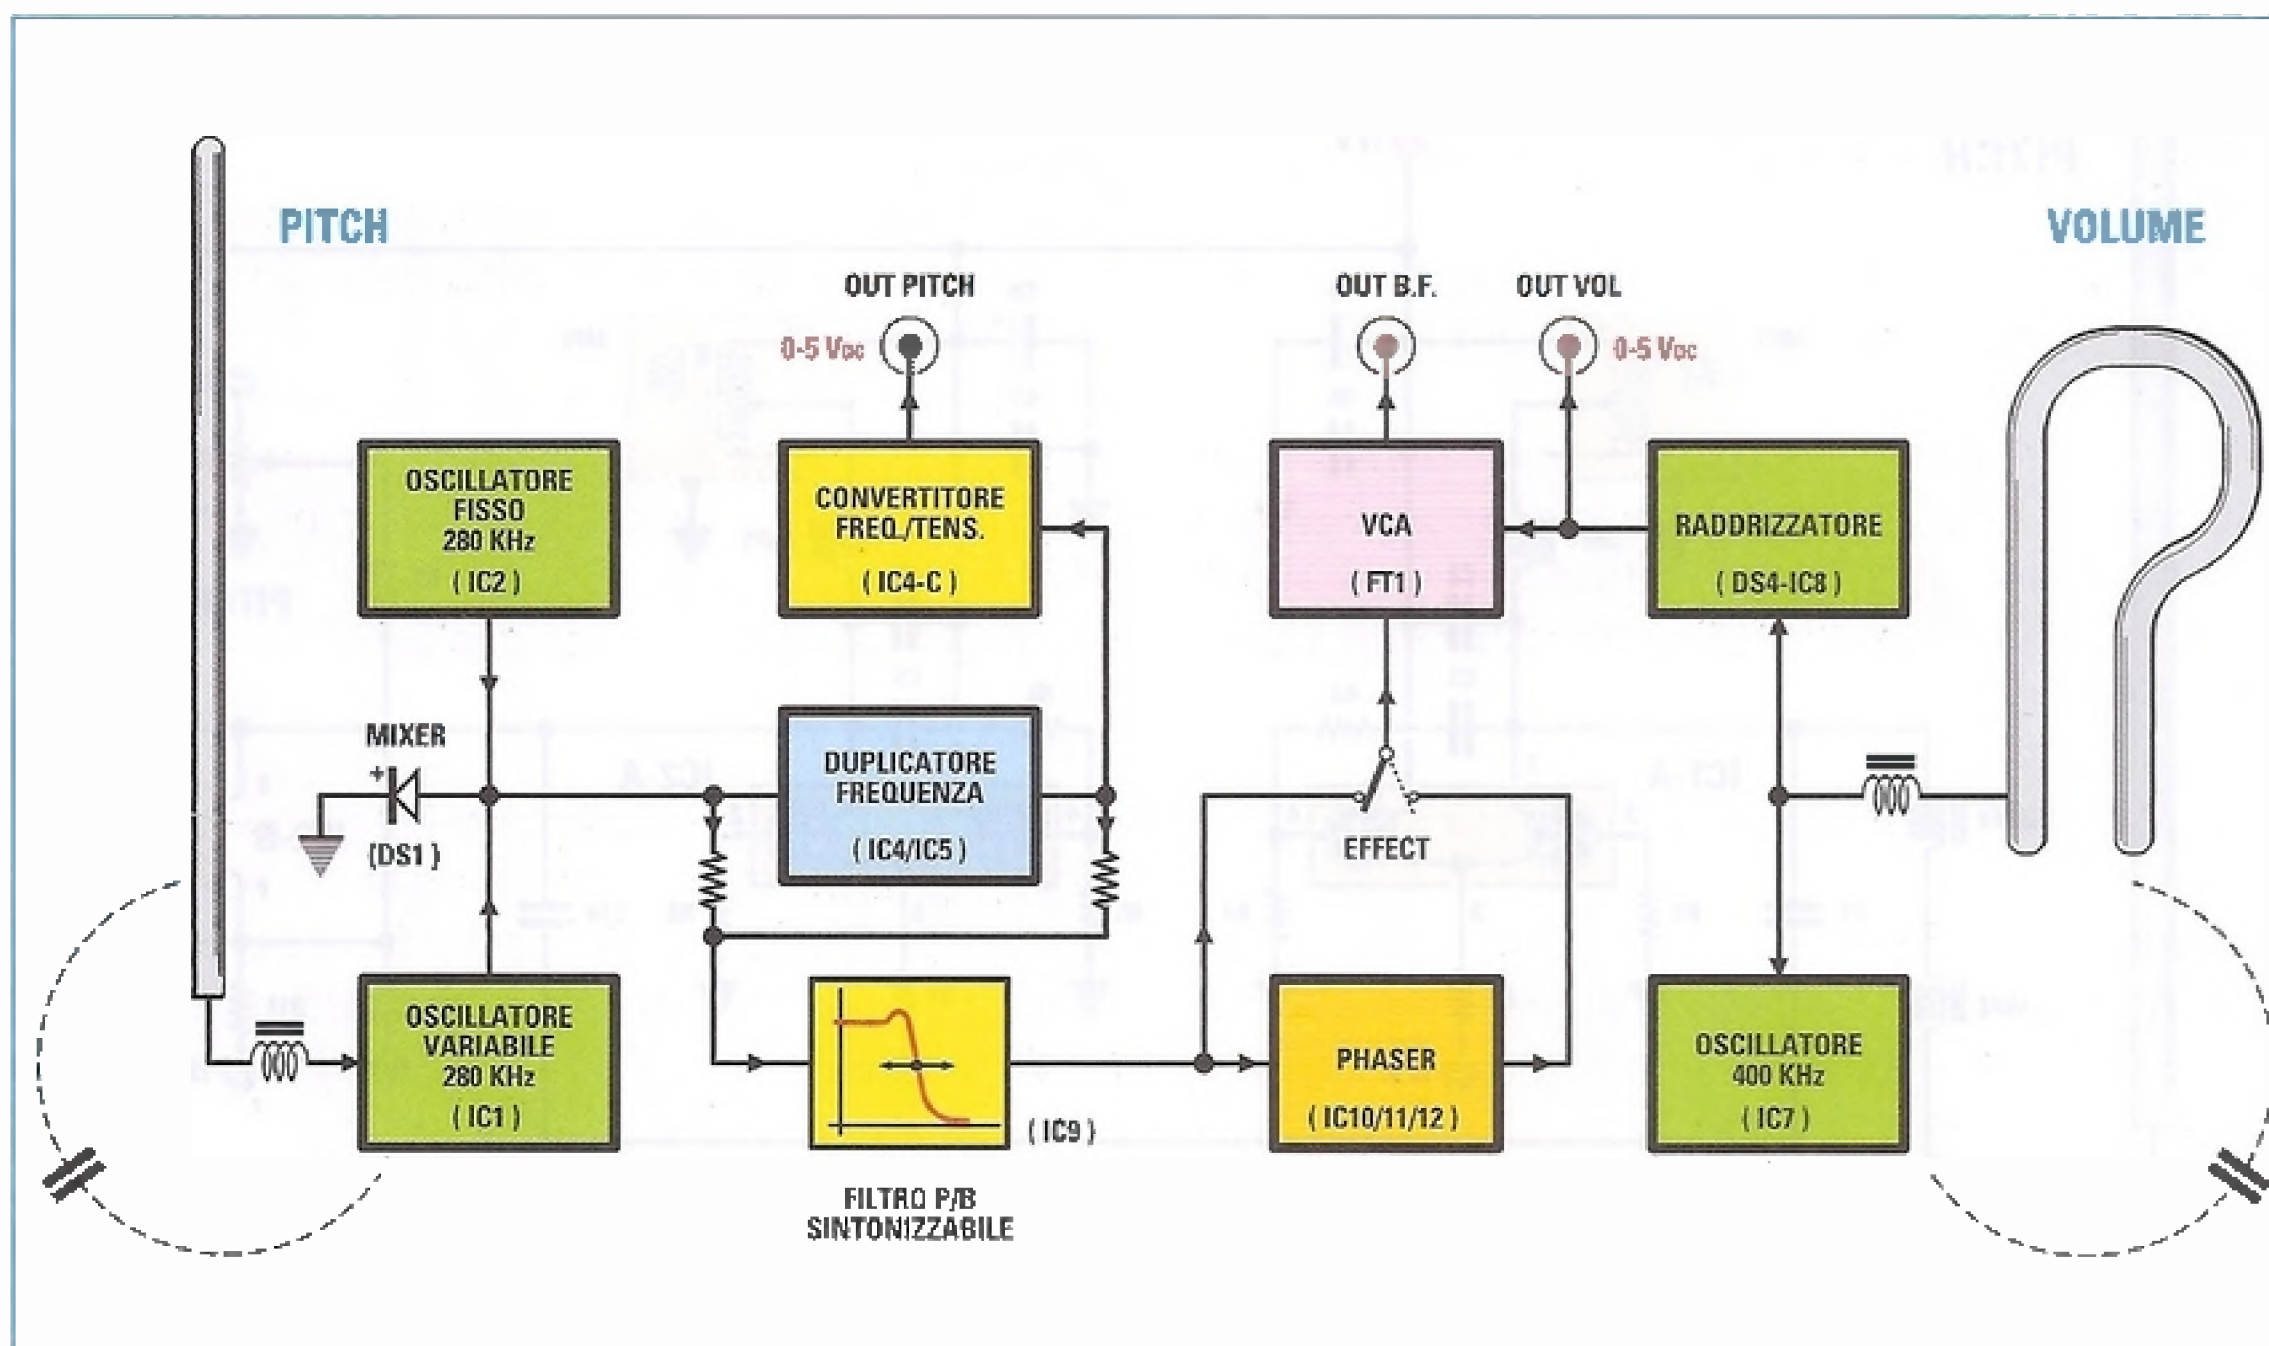 PITCH
VOLUME
OUT PITCH
0-5 VDC
OUT B.F.
OUT VOL
0-5 VDC
OSCILLATORE
FISSO
280 KHz
( IC2 )
CONVERTITORE
FREQ./TENS.
( IC4-C )
VCA
( FT1 )
RADDRIZZATORE
( DS4-IC8 )
MIXER
+
(DS1 )
DUPLICATORE
FREQUENZA
( IC4/IC5 )
EFFECT
OSCILLATORE
VARIABILE
280 KHz
( IC1 )
( IC9 )
FILTRO P/B
SINTONIZZABILE
PHASER
( IC10/11/12 )
OSCILLATORE
400 KHz
( IC7 )